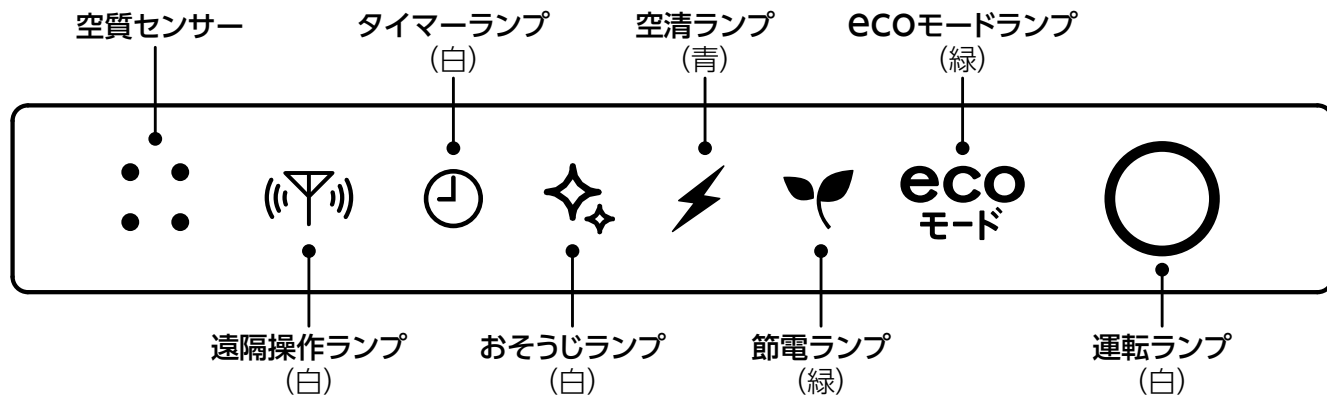 空質センサー
タイマーランプ
(白)
空清ランプ
(青)
ecoモードランプ
(緑)
eco
モード
遠隔操作ランプ
(白)
おそうじランプ
(白)
節電ランプ
(緑)
運転ランプ
(白)